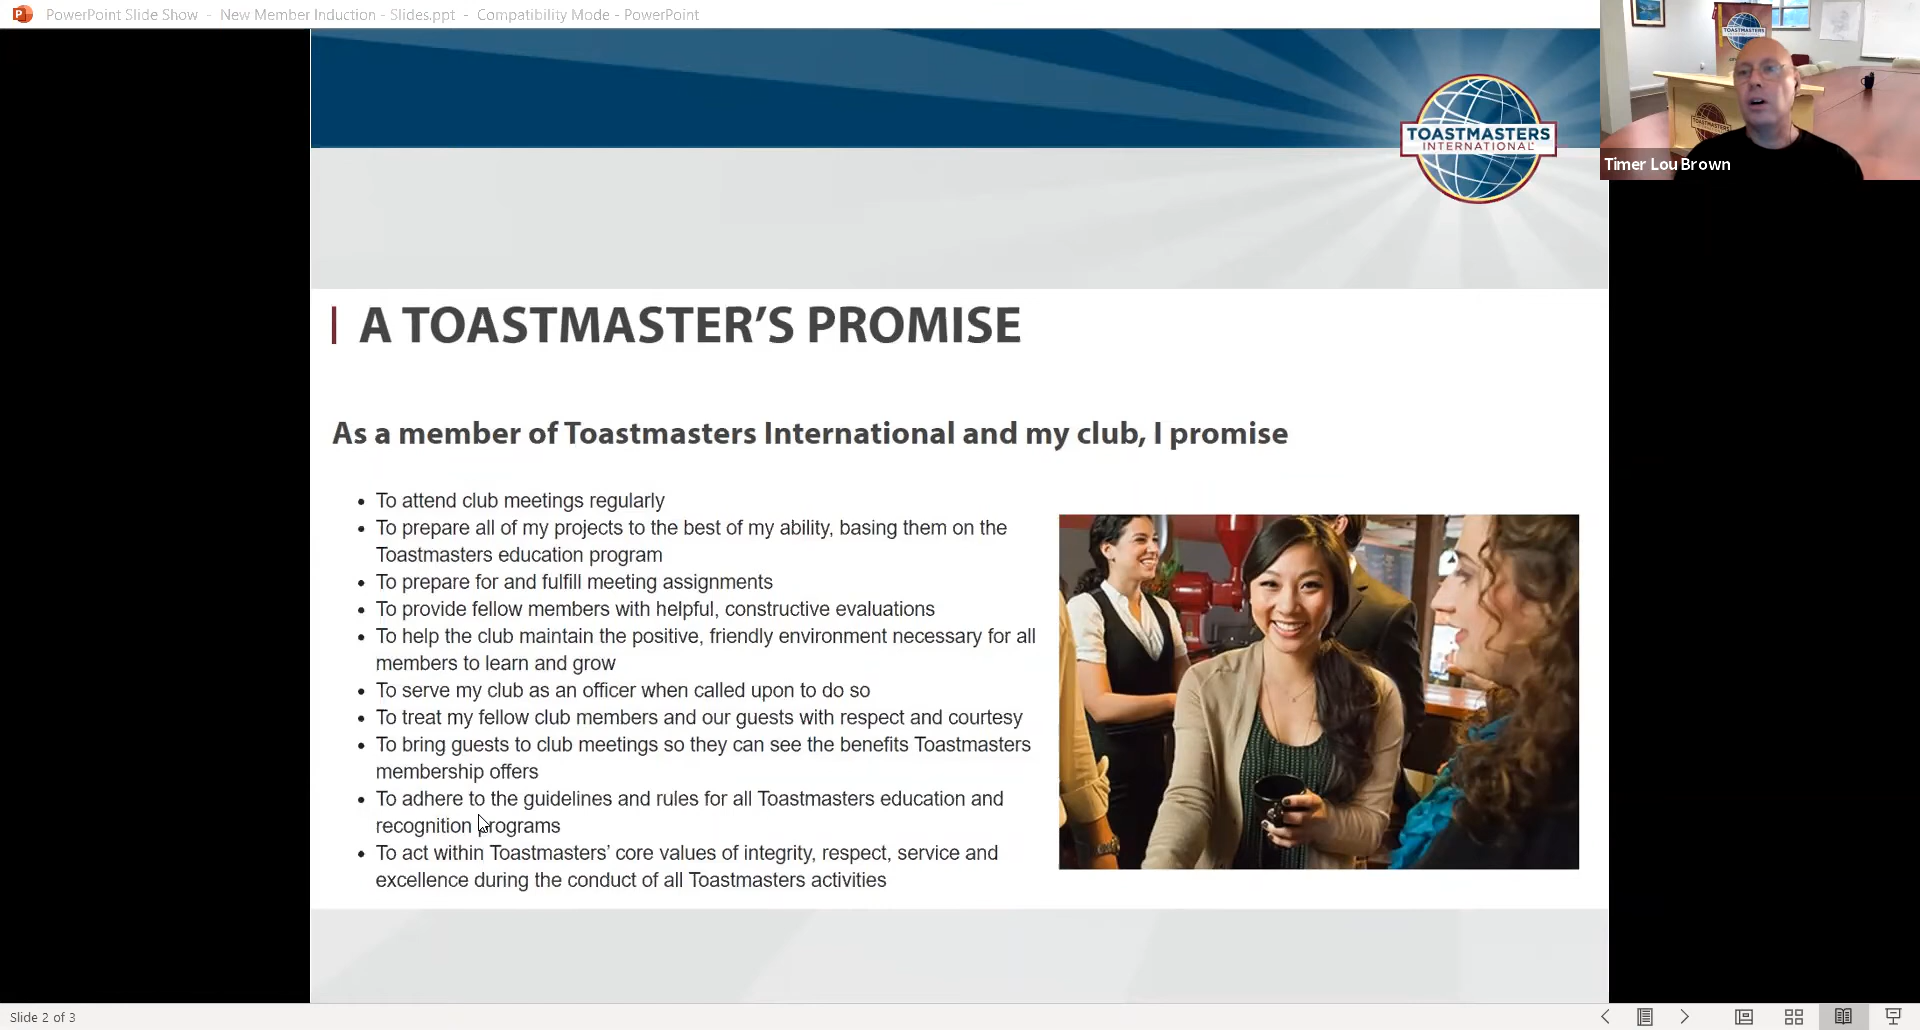 PowerPoint Slide Show - New Member Induction - Slides.ppt - Compatibility Mode - PowerPoint
TOASTMASTERS
INTERNATIONAL
TOASTMASTERS
Timer Lou Brown
A TOASTMASTER'S PROMISE
As a member of Toastmasters International and my club, I promise
• To attend club meetings regularly
• To prepare all of my projects to the best of my ability, basing them on the
Toastmasters education program
• To prepare for and fulfill meeting assignments
• To provide fellow members with helpful, constructive evaluations
• To help the club maintain the positive, friendly environment necessary for all
members to learn and grow
• To serve my club as an officer when called upon to do so
• To treat my fellow club members and our guests with respect and courtesy
• To bring guests to club meetings so they can see the benefits Toastmasters
membership offers
• To adhere to the guidelines and rules for all Toastmasters education and
recognition programs
• To act within Toastmasters’ core values of integrity, respect, service and
excellence during the conduct of all Toastmasters activities
Slide 2 of 3